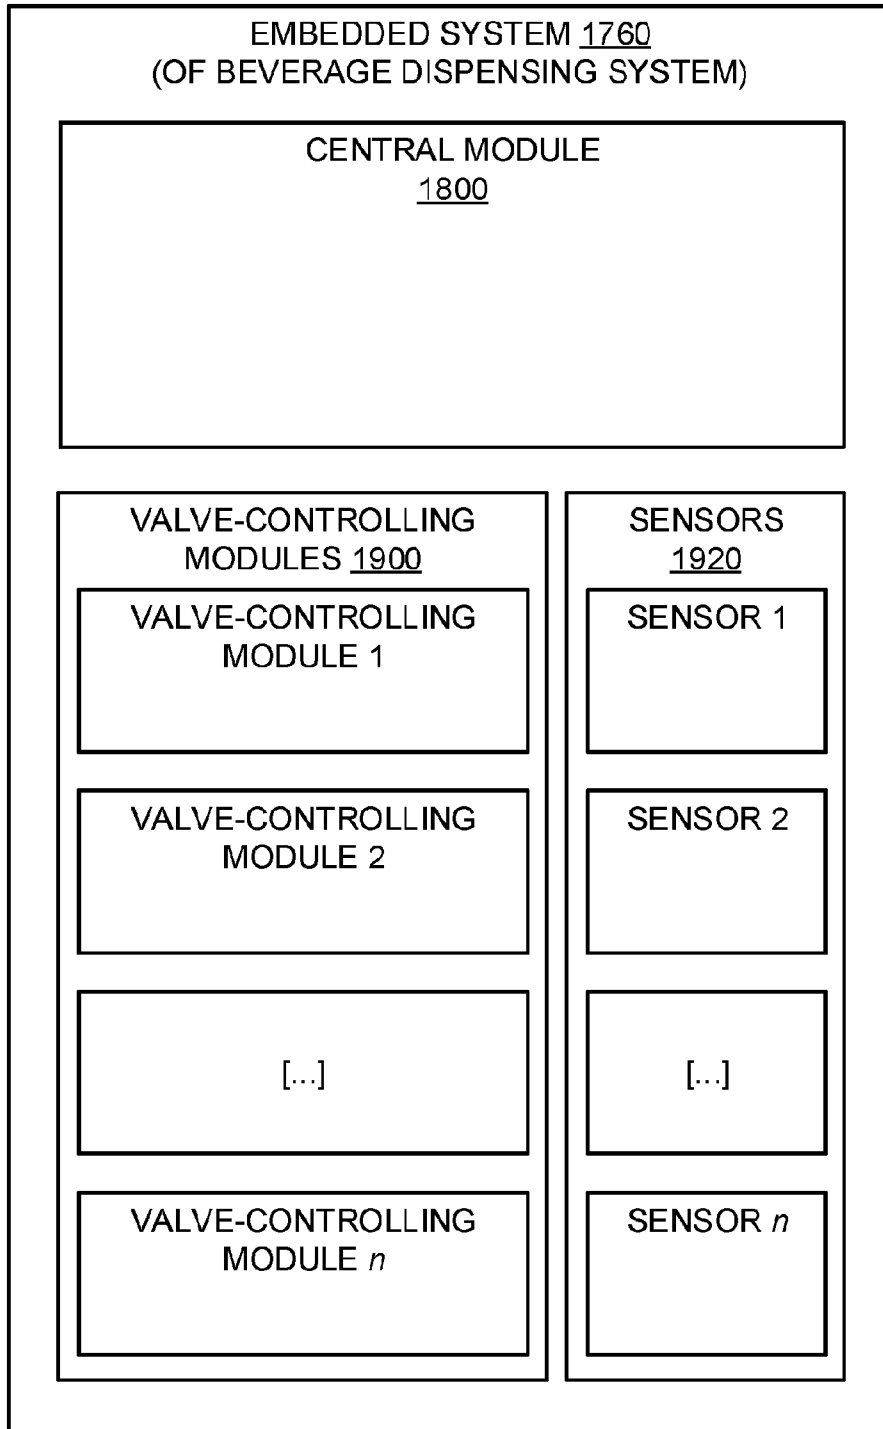 EMBEDDED SYSTEM 1760
(OF BEVERAGE DISPENSING SYSTEM)
CENTRAL MODULE
1800
VALVE-CONTROLLING
MODULES 1900
VALVE-CONTROLLING
MODULE 1
VALVE-CONTROLLING
MODULE 2
[...]
VALVE-CONTROLLING
MODULE n
SENSORS
1920
SENSOR 1
SENSOR 2
[...]
SENSOR n